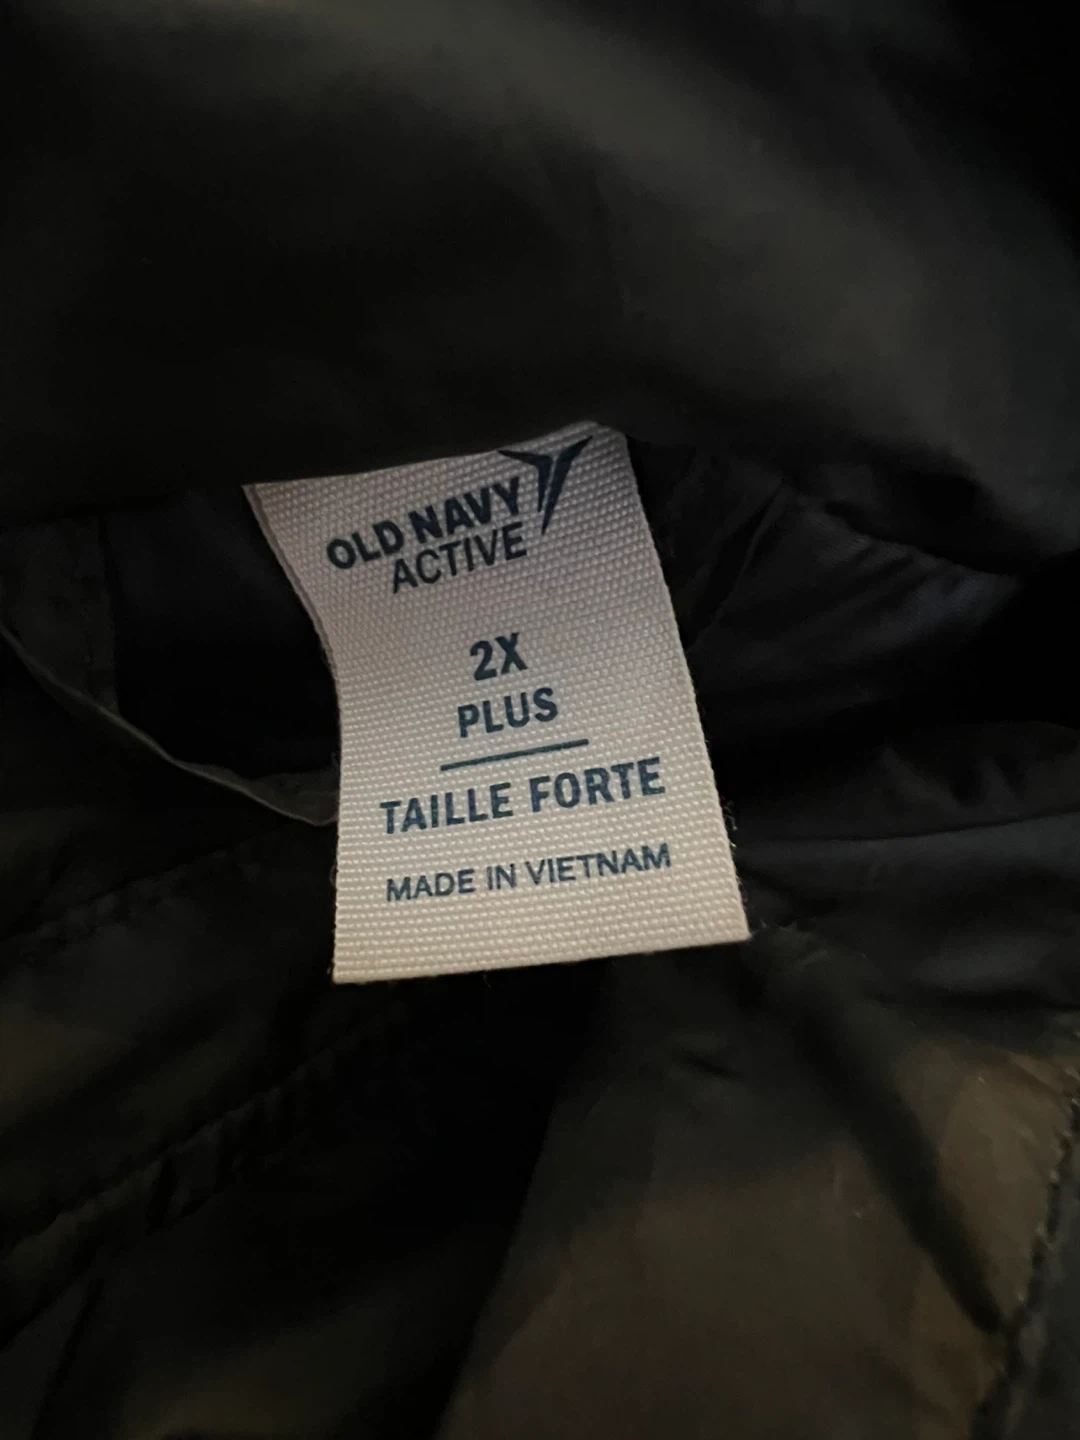 OLD NAVY
ACTIVE
2X
PLUS
TAILLE FORTE
MADE IN VIETNAM